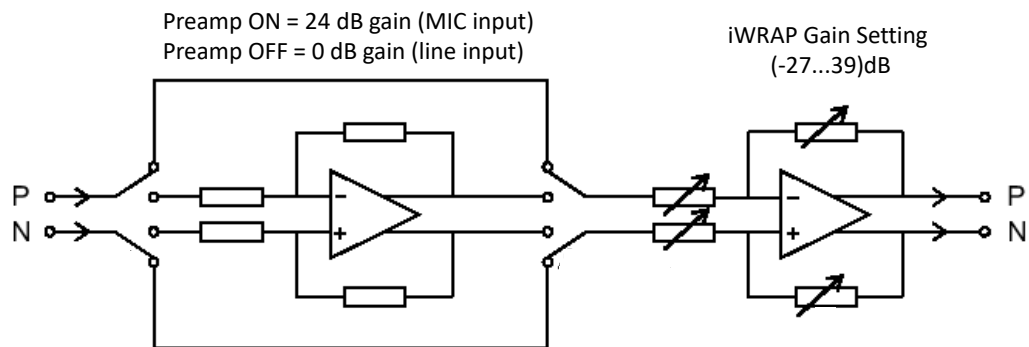 Preamp ON = 24 dB gain (MIC input)
Preamp OFF = 0 dB gain (line input)
iWRAP Gain Setting
(-27...39)dB
P
N
−
+
−
+
P
N